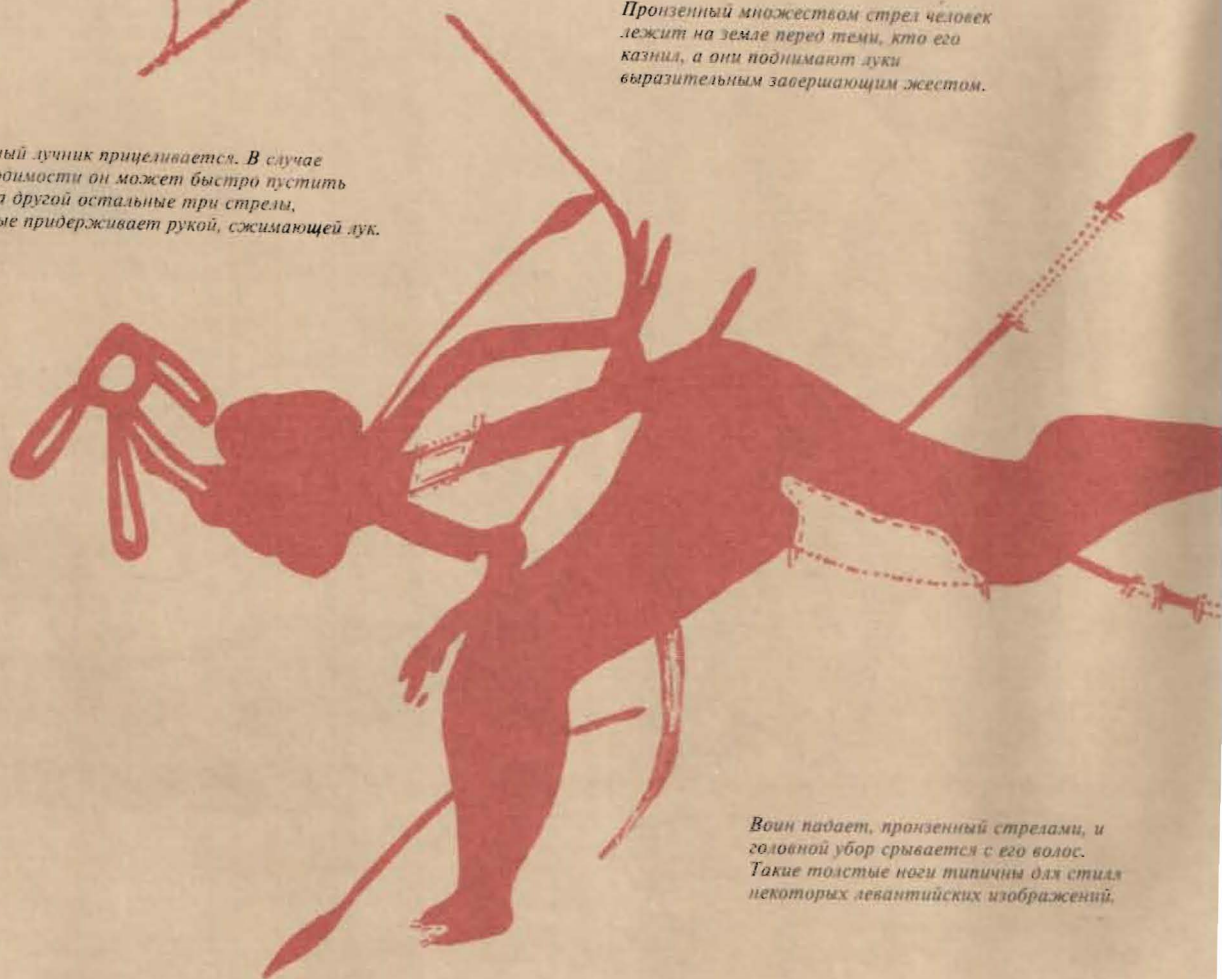 Пронзенный множеством стрел человек
лежит на земле перед теми, кто его
казнил, а они поднимают луки
выразительным завершающим жестом.
лучник прицеливается. В случае
он может быстро пустить
другой остальные три стрелы,
придерживает рукой, сжимающей лук.
Воин падает, пронзенный стрелами, и
головной убор срывается с его волос.
Такие толстые ноги типичны для стиля
некоторых левантийских изображений.